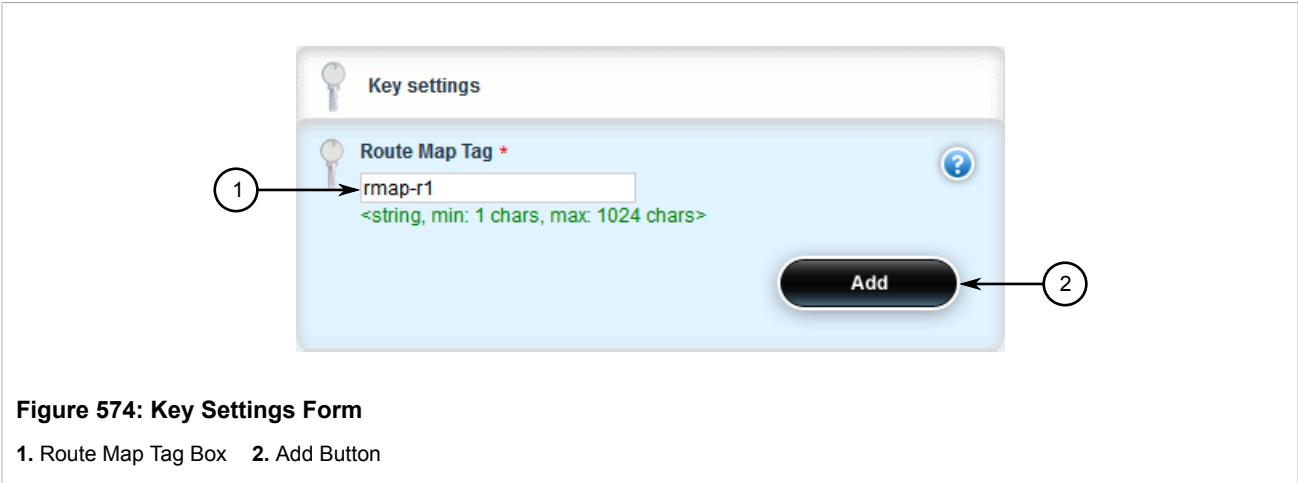 Key settings
Route Map Tag *
?
1
rmap-r1
<string, min: 1 chars, max: 1024 chars>
Add
2
Figure 574: Key Settings Form
1. Route Map Tag Box 2. Add Button